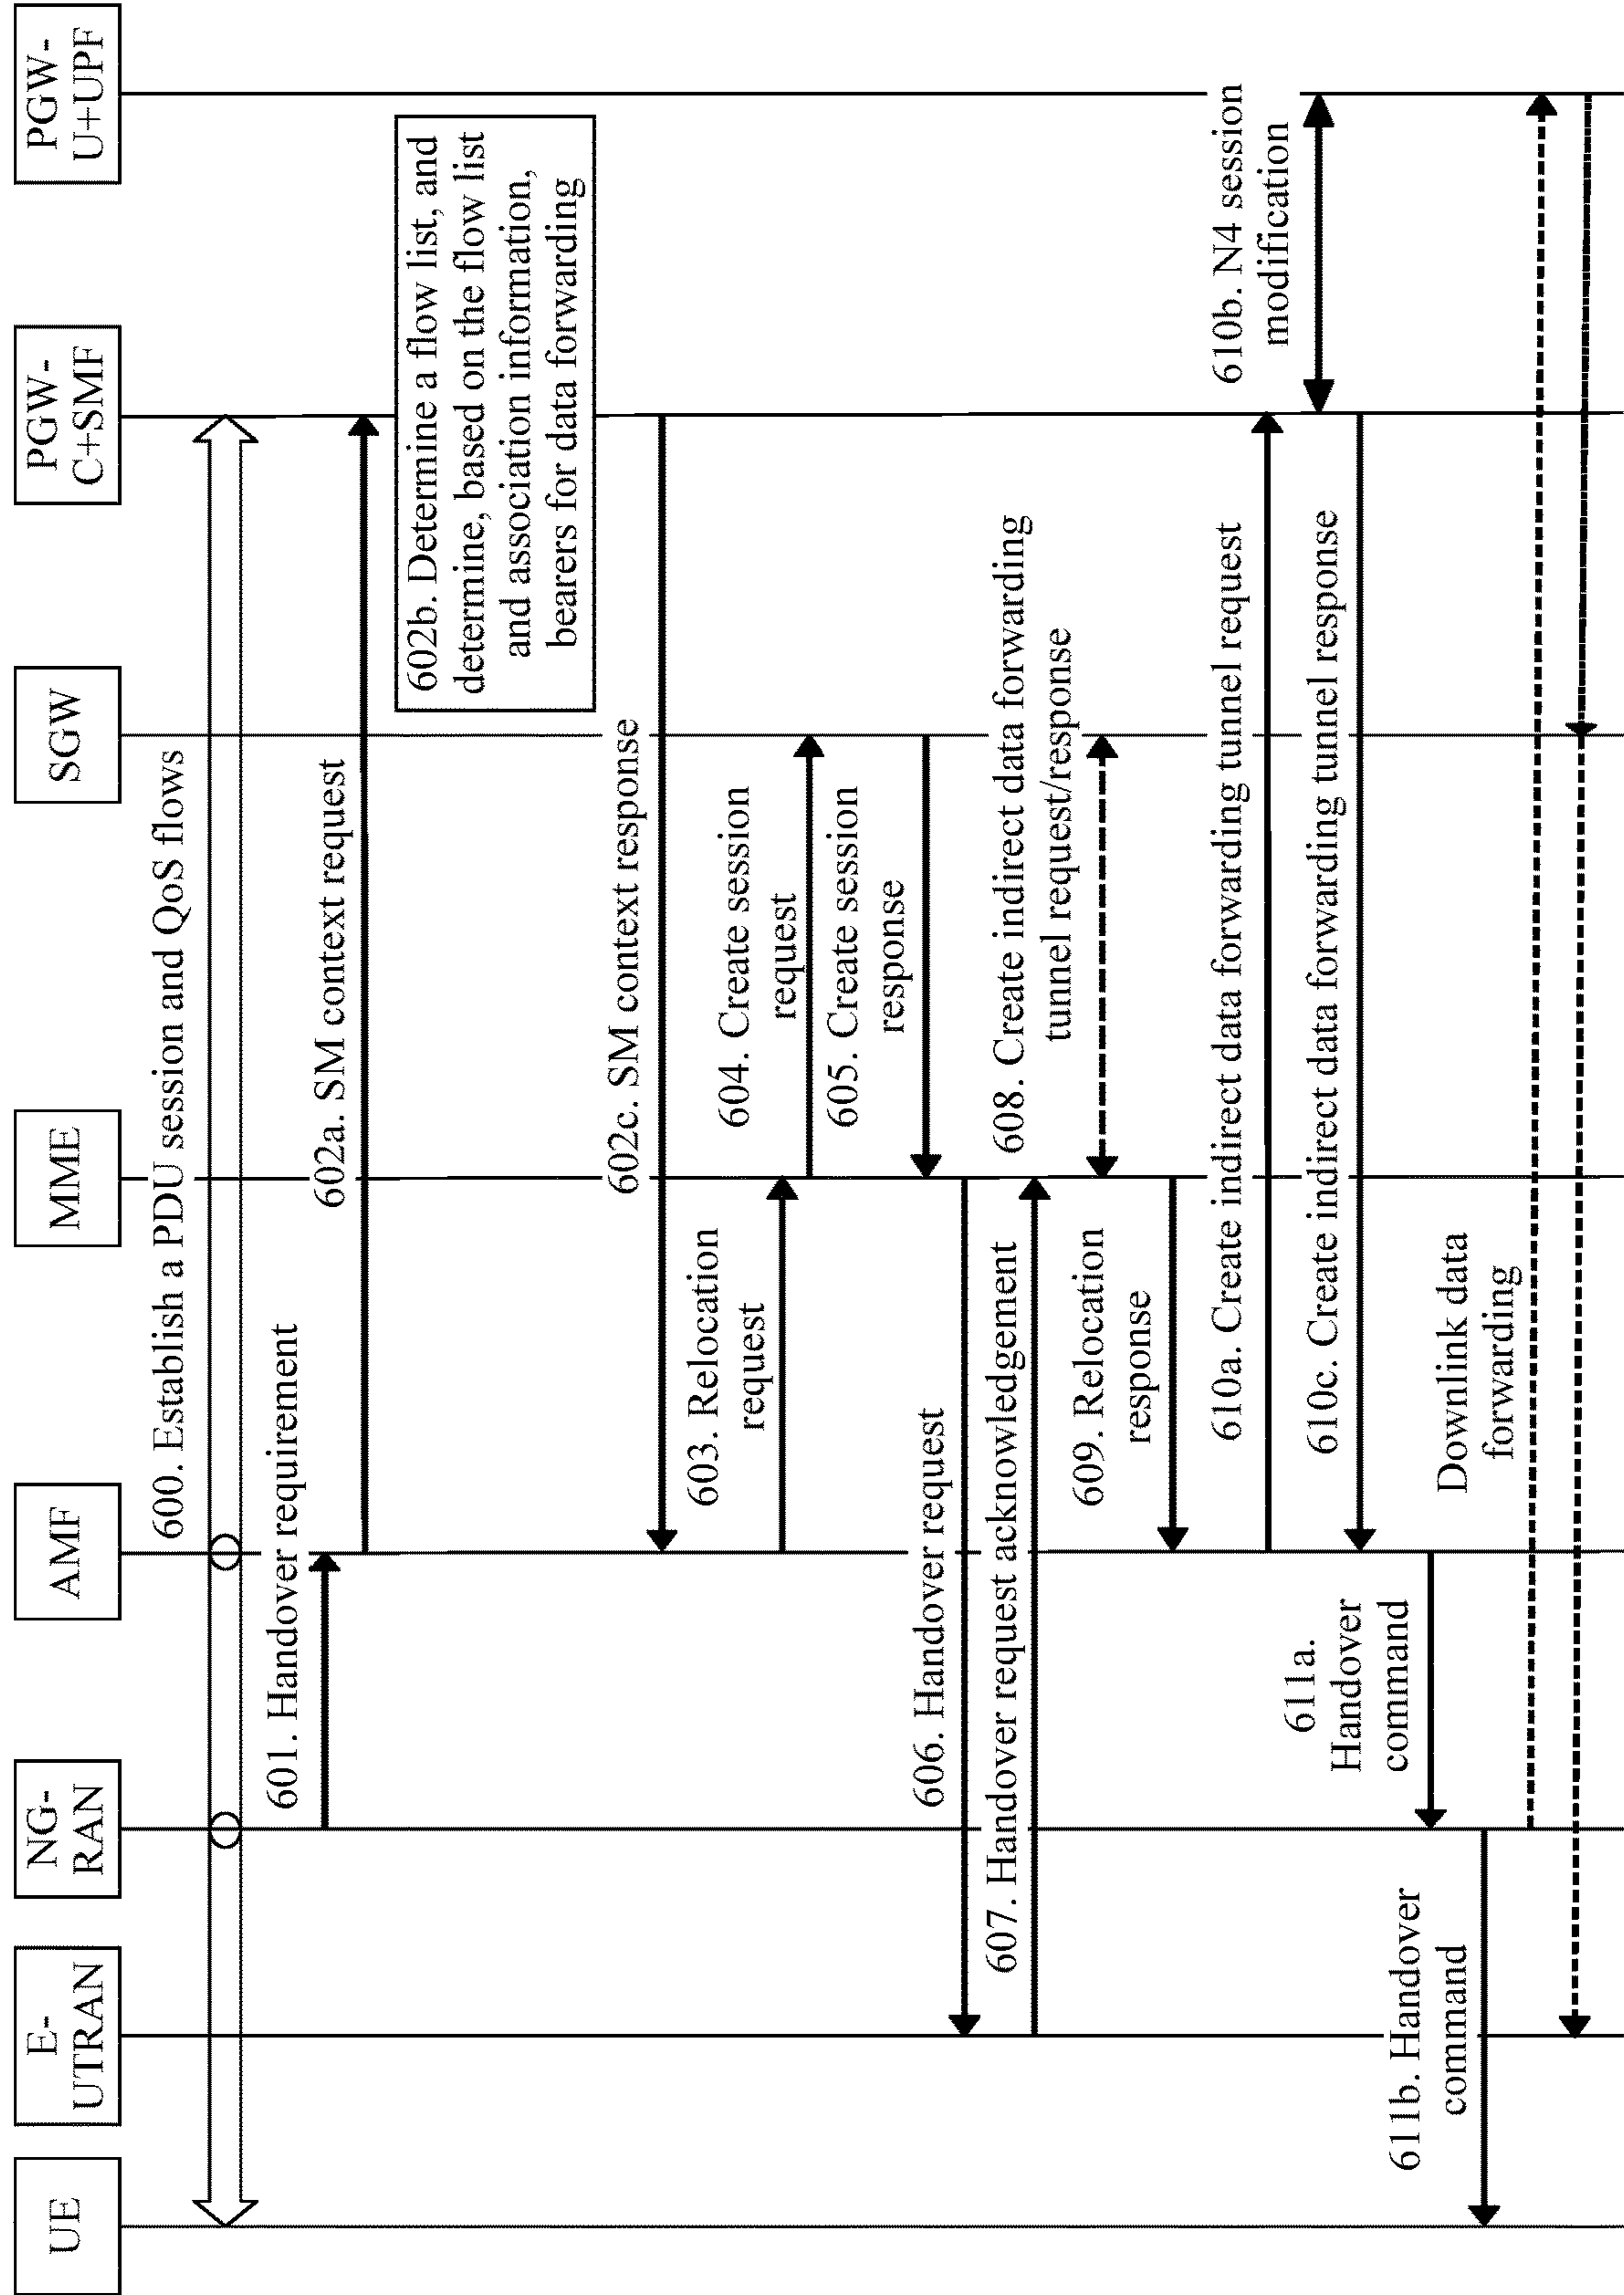 UE
E-
UTRAN
NG-
RAN
AMF
MME
SGW
PGW-
C+SMF
PGW-
U+UPF
600. Establish a PDU session and QoS flows
601. Handover requirement
602a. SM context request
602b. Determine a flow list, and
determine, based on the flow list
and association information,
bearers for data forwarding
602c. SM context response
603. Relocation
request
604. Create session
request
605. Create session
response
606. Handover request
607. Handover request acknowledgement
608. Create indirect data forwarding
tunnel request/response
609. Relocation
response
610a. Create indirect data forwarding tunnel request
610b. N4 session
modification
610c. Create indirect data forwarding tunnel response
611a.
Handover
command
611b. Handover
command
Downlink data
forwarding